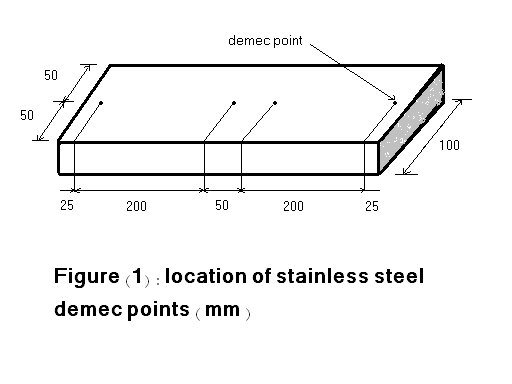 demec point
50
50
100
25 200 50 200 25
Figure (1) : location of stainless steel
demec points ( mm )